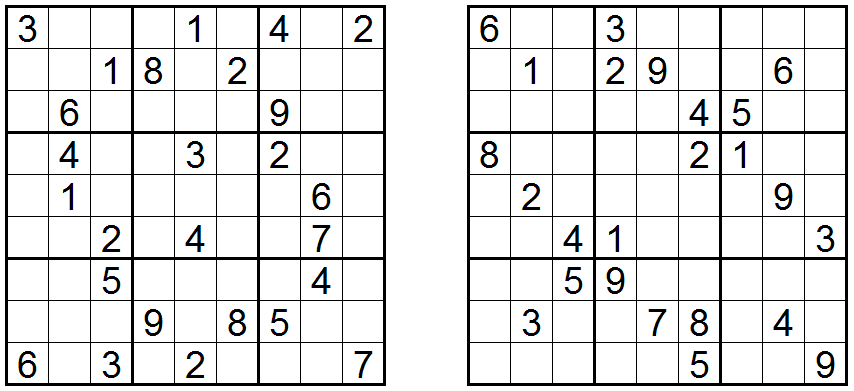 3 1 4 2
1 8 2
6 9
4 3 2
1 6
2 4 7
5 4
9 8 5
6 3 2 7
6 3
1 2 9 6
4 5
8 2 1
2 9
4 1 3
5 9
3 7 8 4
5 9